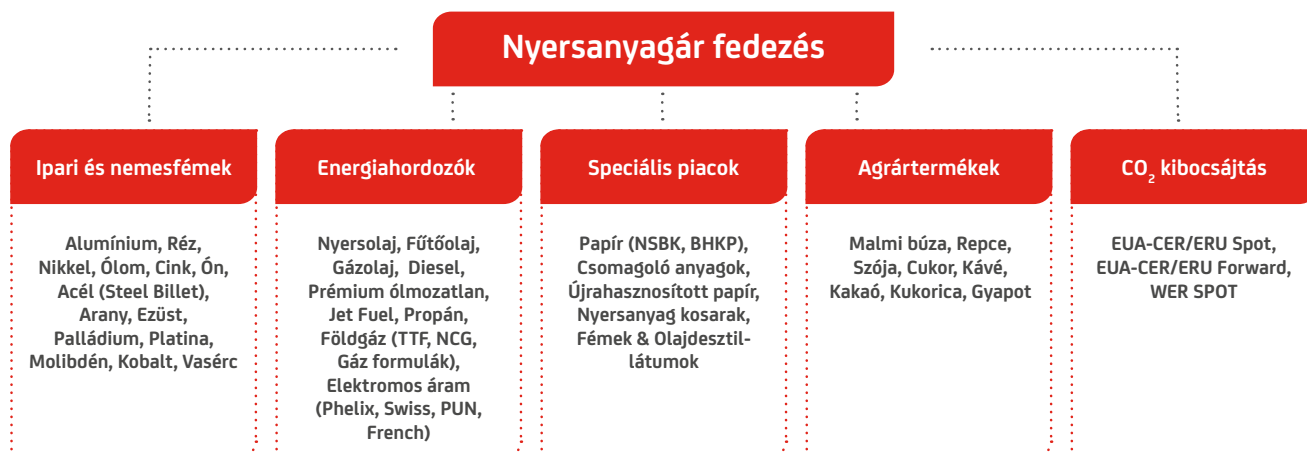 Nyersanyagár fedezés
Ipari és nemesfémek
Alumínium, Réz,
Nikkel, Ólom, Cink, Ón,
Acél (Steel Billet),
Arany, Ezüst,
Palládium, Platina,
Molibdén, Kobalt, Vasérc
Energiahordozók
Nyersolaj, Fűtőolaj,
Gázolaj, Diesel,
Prémium ólmozatlan,
Jet Fuel, Propán,
Földgáz (TTF, NCG,
Gáz formulák),
Elektromos áram
(Phelix, Swiss, PUN,
French)
Speciális piacok
Papír (NSBK, BHKP),
Csomagoló anyagok,
Újrahasznosított papír,
Nyersanyag kosarak,
Fémek & Olajdesztil-
látumok
Agrártermékek
Malmi búza, Repce,
Szója, Cukor, Kávé,
Kakaó, Kukorica, Gyapot
CO₂ kibocsájtás
EUA-CER/ERU Spot,
EUA-CER/ERU Forward,
WER SPOT